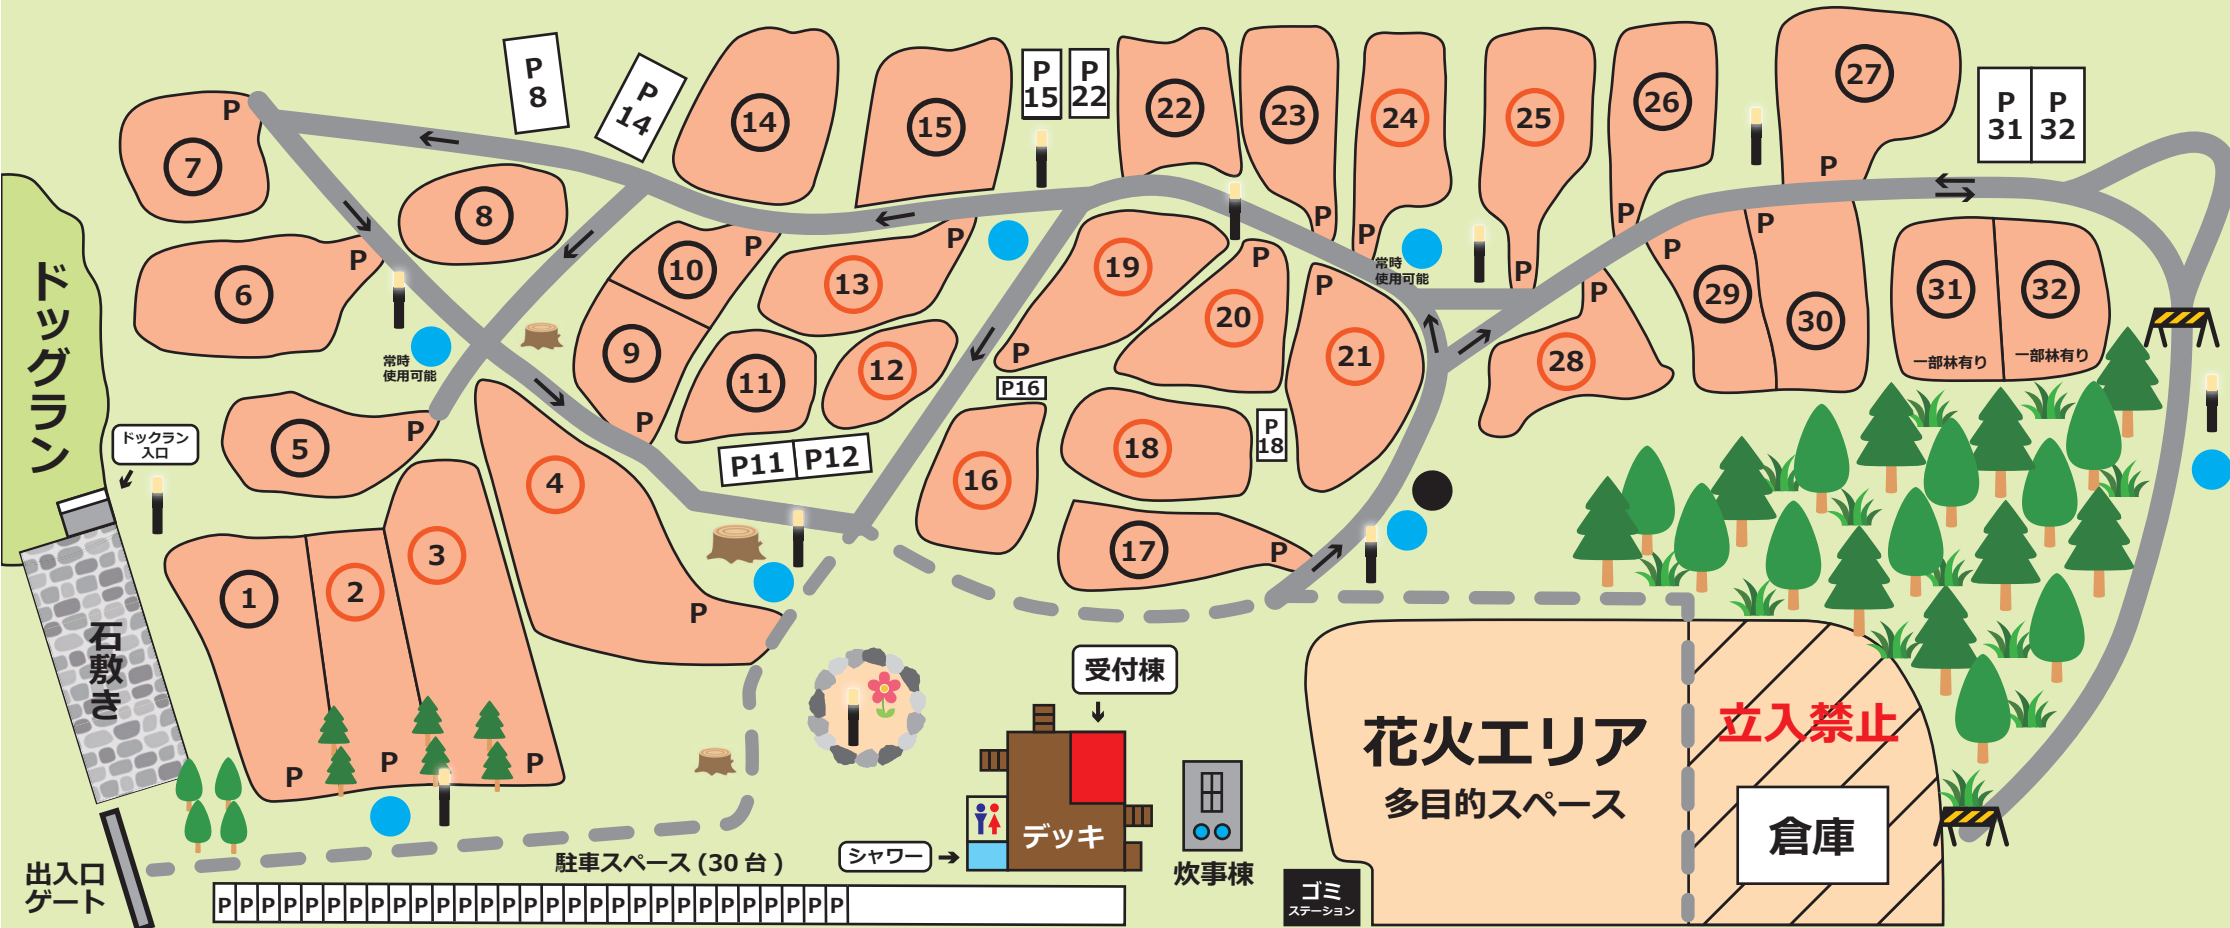 P
8
P
14
14
15
P
15
P
22
22
23
24
25
26
27
P
31
P
32
7
P
8
6
P
常時
使用可能
5
P
ドッグラン
ドックラン
入口
10
P
9
P
13
P
11
12
P11
P12
19
P
P16
16
20
P
21
P
18
P
18
17
P
P
P
常時
使用可能
P
P
P
28
P
29
P
30
P
31
一部林有り
32
一部林有り
1
P
2
P
3
P
4
P
石敷き
出入口
ゲート
駐車スペース (30 台 )
P P P P P P P P P P P P P P P P P P P P P P P P P P P P P
受付棟
デッキ
シャワー
炊事棟
ゴミ
ステーション
花火エリア
多目的スペース
立入禁止
倉庫